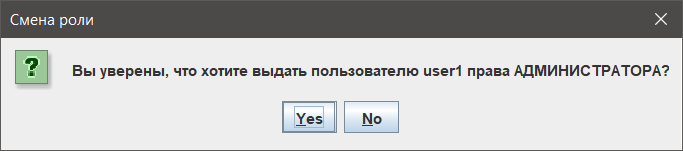 Смена роли
Вы уверены, что хотите выдать пользователю user1 права АДМИНИСТРАТОРА?
Yes No